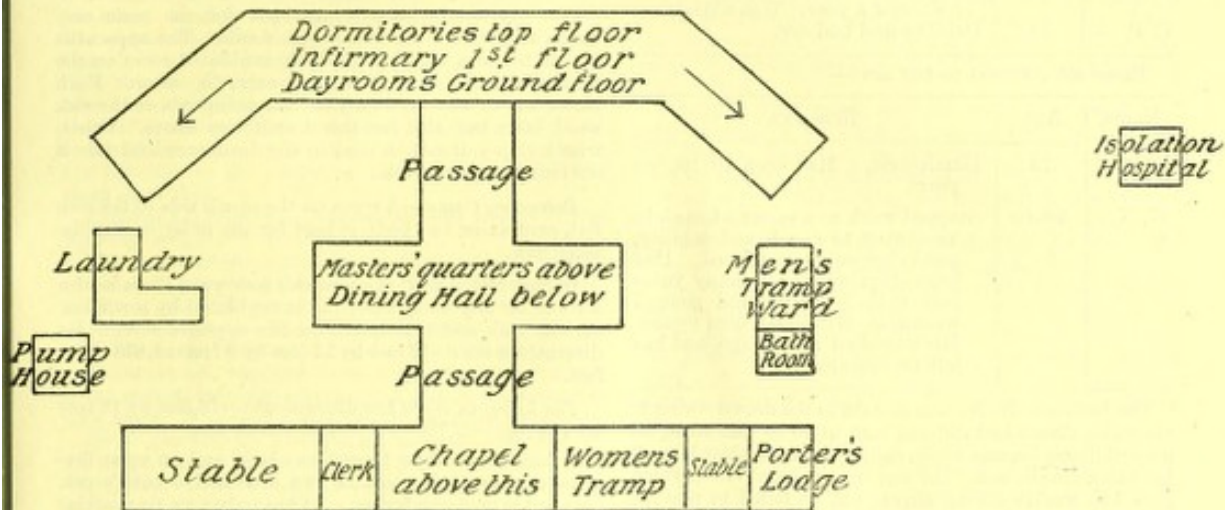 Dormitories top floor
Infirmary 1st floor
Dayrooms Ground floor
Passage
Isolation
Hospital
Laundry
Masters' quarters above
Dining Hall below
Men's
Tramp
Ward
Bath
Room
Pump
House
Passage
Stable
Clerk
Chapel
above this
Womens
Tramp
Stable
Porter's
Lodge